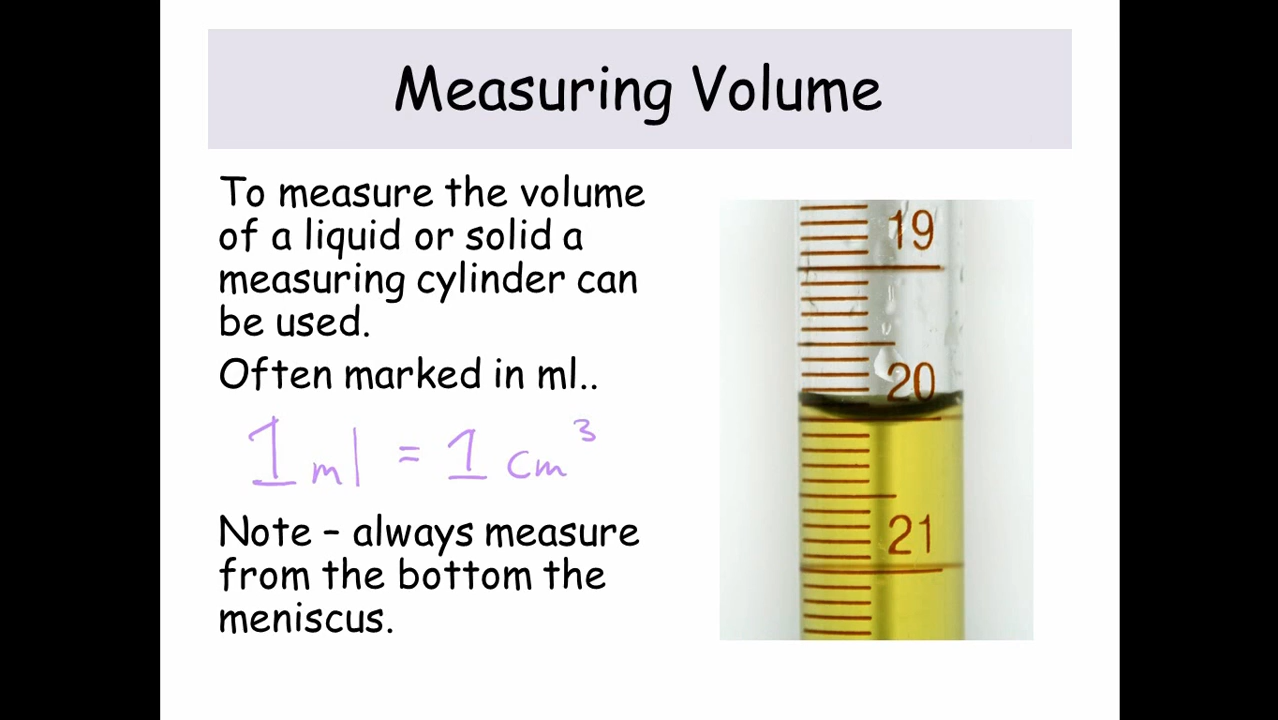 Measuring Volume
To measure the volume
of a liquid or solid a
measuring cylinder can
be used.
Often marked in ml..
1 ml = 1 cm³
Note – always measure
from the bottom the
meniscus.
19
20
21